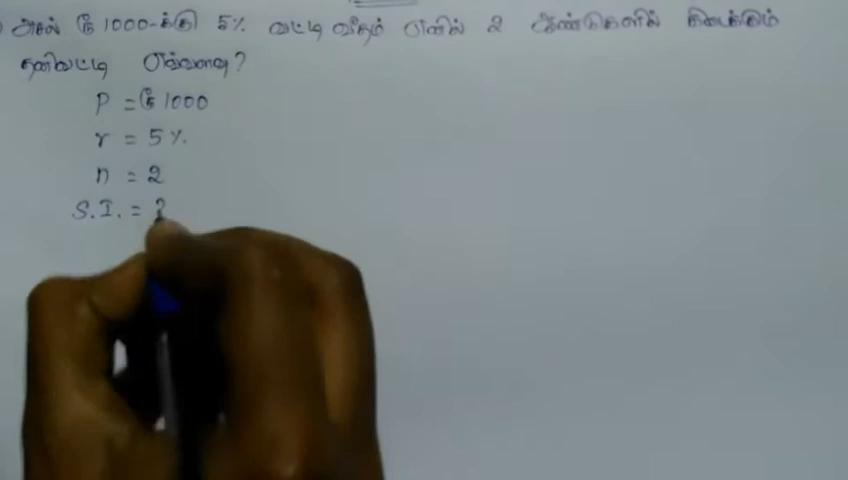 அசல் ரூ 1000-க்கு 5% வட்டி வீதம் எனில் 2 ஆண்டுகளில் கிடைக்கும்
தனிவட்டி எவ்வளவு?
P = ரூ 1000
r = 5%
n = 2
S.I. = ?